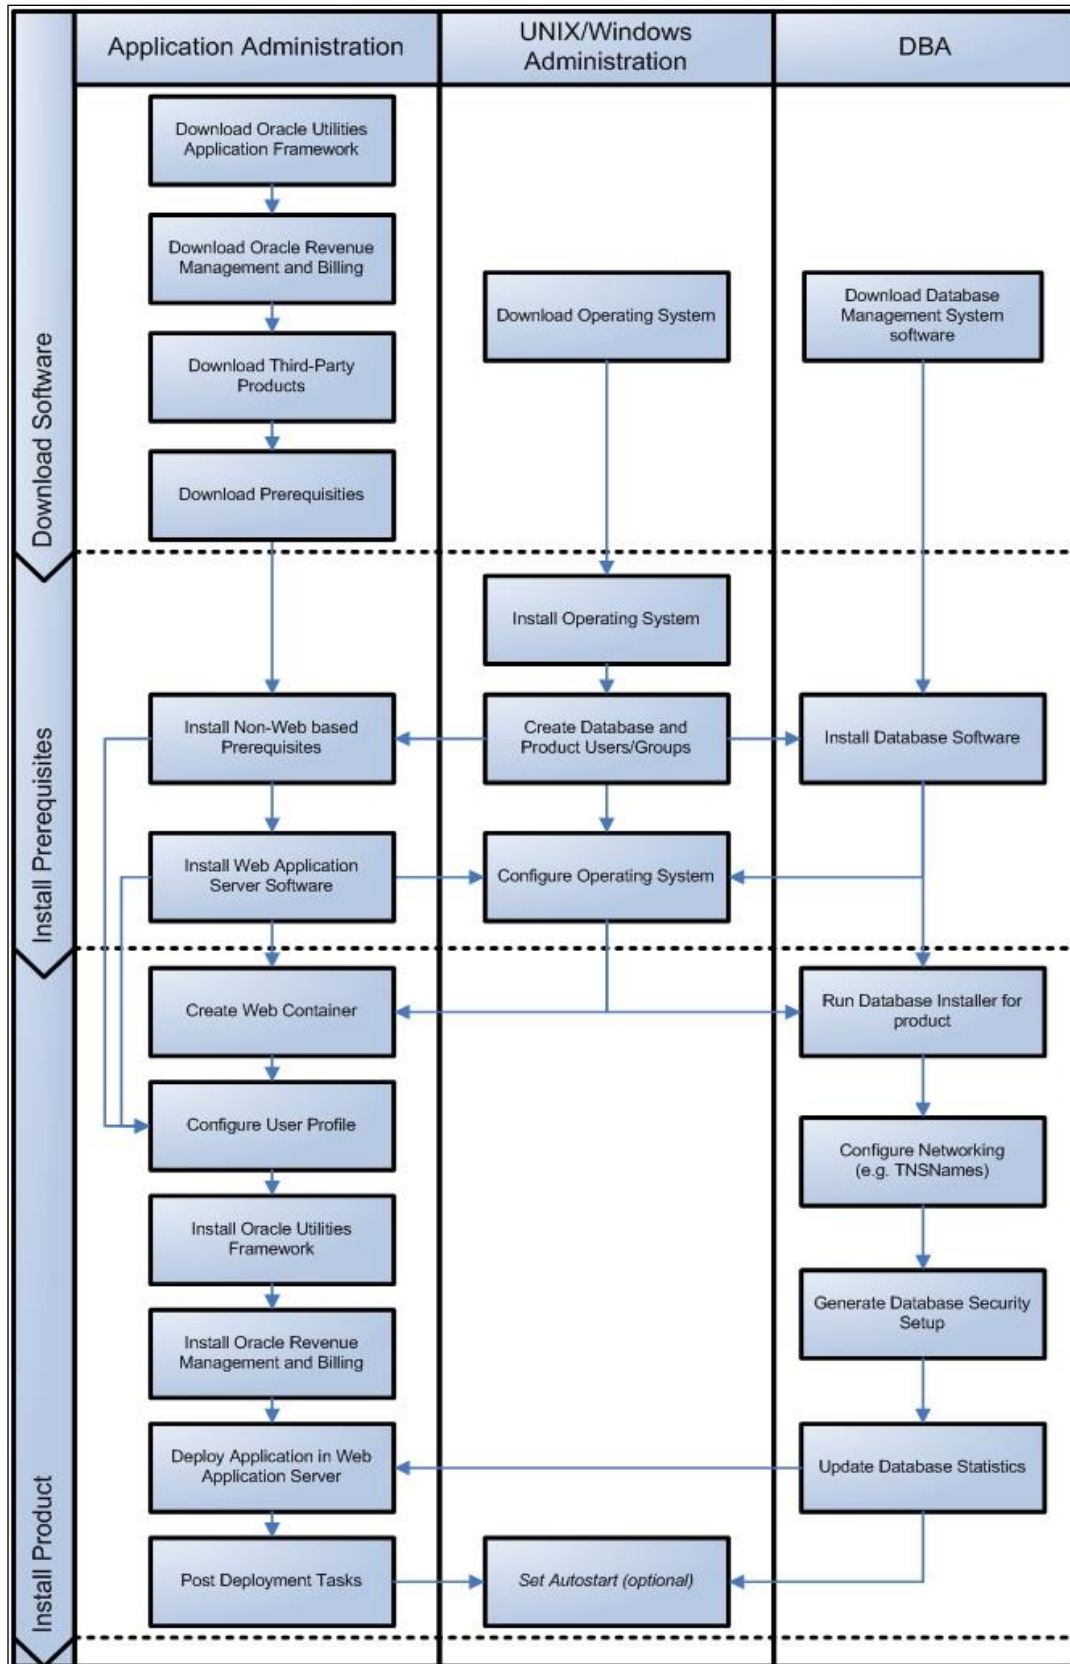 Application Administration
UNIX/Windows
Administration
DBA
Download Software
Download Oracle Utilities
Application Framework
Download Oracle Revenue
Management and Billing
Download Third-Party
Products
Download Prerequisities
Download Operating System
Download Database
Management System
software
Install Prerequisites
Install Operating System
Install Non-Web based
Prerequisites
Create Database and
Product Users/Groups
Install Database Software
Install Web Application
Server Software
Configure Operating System
Install Product
Create Web Container
Run Database Installer for
product
Configure User Profile
Configure Networking
(e.g. TNSNames)
Install Oracle Utilities
Framework
Generate Database Security
Setup
Install Oracle Revenue
Management and Billing
Deploy Application in Web
Application Server
Update Database Statistics
Post Deployment Tasks
Set Autostart (optional)